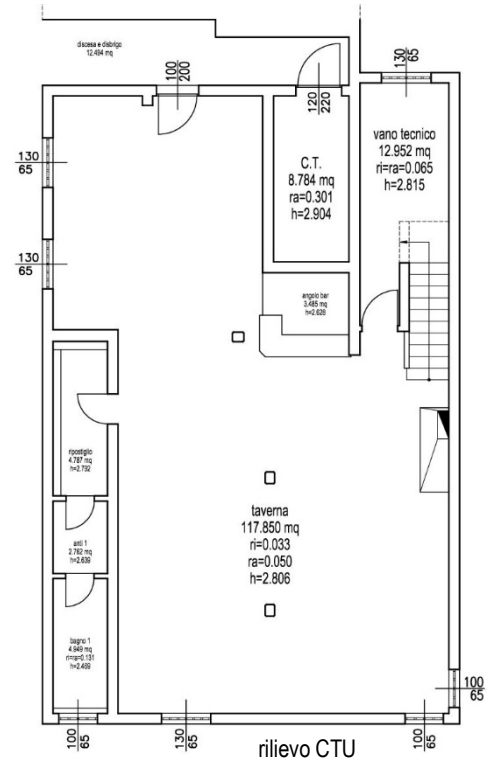 discesa e disbrigo
12.494 mq
100
200
120
220
130
65
130
65
130
65
vano tecnico
12.952 mq
ri=ra=0.065
h=2.815
C.T.
8.784 mq
ra=0.301
h=2.904
angolo bar
3.485 mq
h=2.628
ripostiglio
4.787 mq
h=2.792
anti 1
2.762 mq
h=2.639
taverna
117.850 mq
ri=0.033
ra=0.050
h=2.806
bagno 1
4.949 mq
ri=ra=0.131
h=2.469
100
65
100
65
130
65
100
65
rilievo CTU